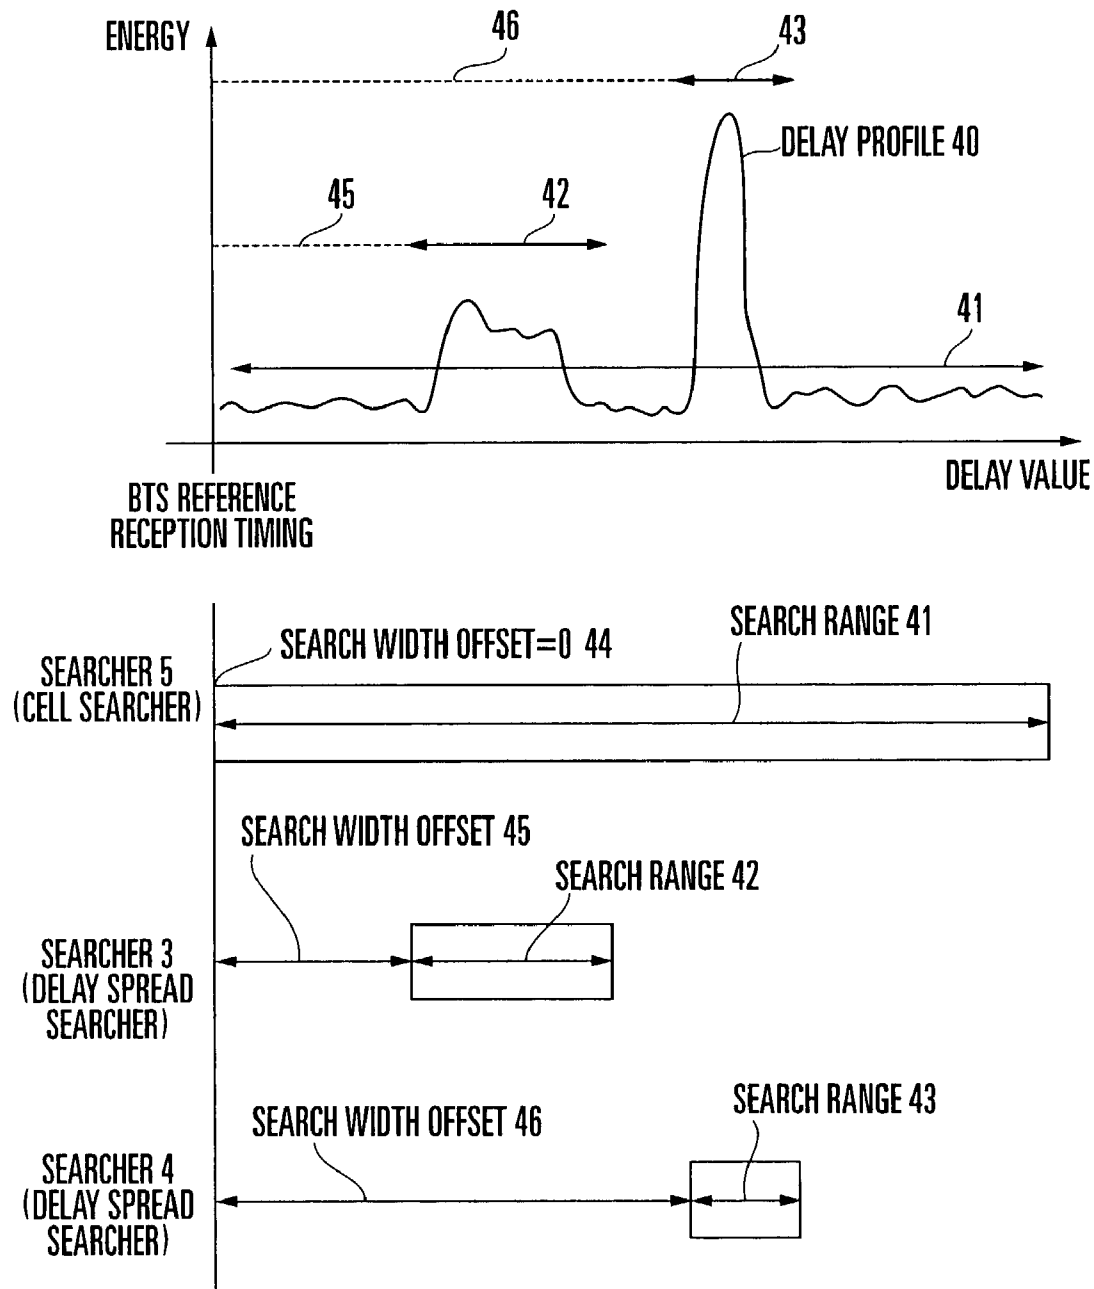 ENERGY
46
43
DELAY PROFILE 40
45
42
41
DELAY VALUE
BTS REFERENCE
RECEPTION TIMING
SEARCH WIDTH OFFSET=0 44
SEARCH RANGE 41
SEARCHER 5
(CELL SEARCHER)
SEARCH WIDTH OFFSET 45
SEARCH RANGE 42
SEARCHER 3
(DELAY SPREAD
SEARCHER)
SEARCH WIDTH OFFSET 46
SEARCH RANGE 43
SEARCHER 4
(DELAY SPREAD
SEARCHER)